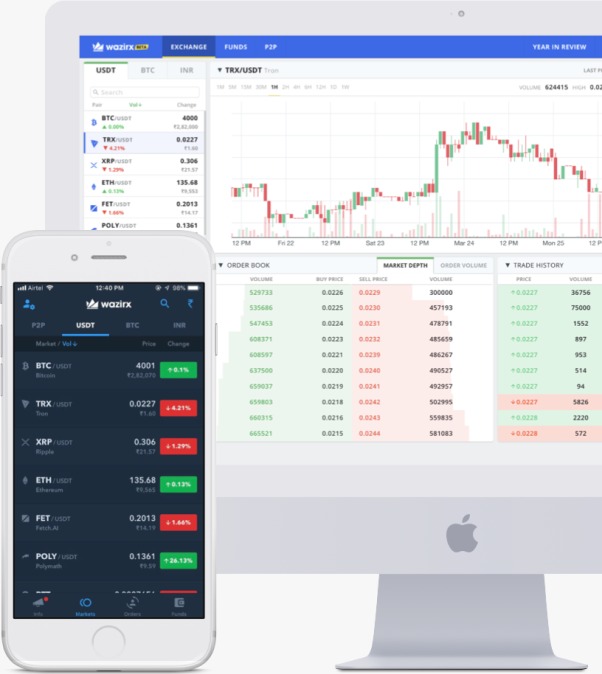 wazirx BETA EXCHANGE FUNDS P2P YEAR IN REVIEW
USDT BTC INR
Search
Pair Vol↓ Change
BTC/USDT 4000
▲ 0.00% ₹2,82,000
TRX/USDT 0.0227
▼ 4.21% ₹1.60
XRP/USDT 0.306
▼ 1.29% ₹21.57
ETH/USDT 135.68
▲ 0.13% ₹9,553
FET/USDT 0.2013
▼ 1.66% ₹14.17
POLY/USDT 0.1361
▼ TRX/USDT Tron LAST
1M 5M 15M 30M 1H 2H 4H 6H 12H 1D 1W VOLUME 624415 HIGH 0.02
12 PM Fri 22 12 PM Sat 23 12 PM Mar 24 12 PM Mon 25 12 PM
▼ ORDER BOOK MARKET DEPTH ORDER VOLUME
VOLUME BUY PRICE SELL PRICE VOLUME
529733 0.0226 0.0229 300000
535686 0.0225 0.0230 457193
547453 0.0224 0.0231 478791
608371 0.0223 0.0232 485659
608597 0.0221 0.0239 486267
637500 0.0220 0.0240 490527
659037 0.0219 0.0241 492957
659803 0.0218 0.0242 502995
660315 0.0216 0.0243 559835
665521 0.0215 0.0244 581083
▼ TRADE HISTORY
PRICE VOLUME
↑0.0227 36756
↑0.0227 75000
↑0.0227 1552
↑0.0227 897
↑0.0227 953
↑0.0227 514
↑0.0227 94
↓0.0227 5826
↑0.0228 2220
↓0.0228 572
Airtel 12:40 PM 98%
wazirx ₹
P2P USDT BTC INR
Market / Vol↓ Price Change
BTC / USDT 4001 ↑0.1%
Bitcoin ₹2,82,070
TRX / USDT 0.0227 ↓4.21%
Tron ₹1.60
XRP / USDT 0.306 ↓1.29%
Ripple ₹21.57
ETH / USDT 135.68 ↑0.13%
Ethereum ₹9,565
FET / USDT 0.2013 ↓1.66%
Fetch.AI ₹14.19
POLY / USDT 0.1361 ↑26.13%
Polymath ₹9.59
Info Markets Orders Funds